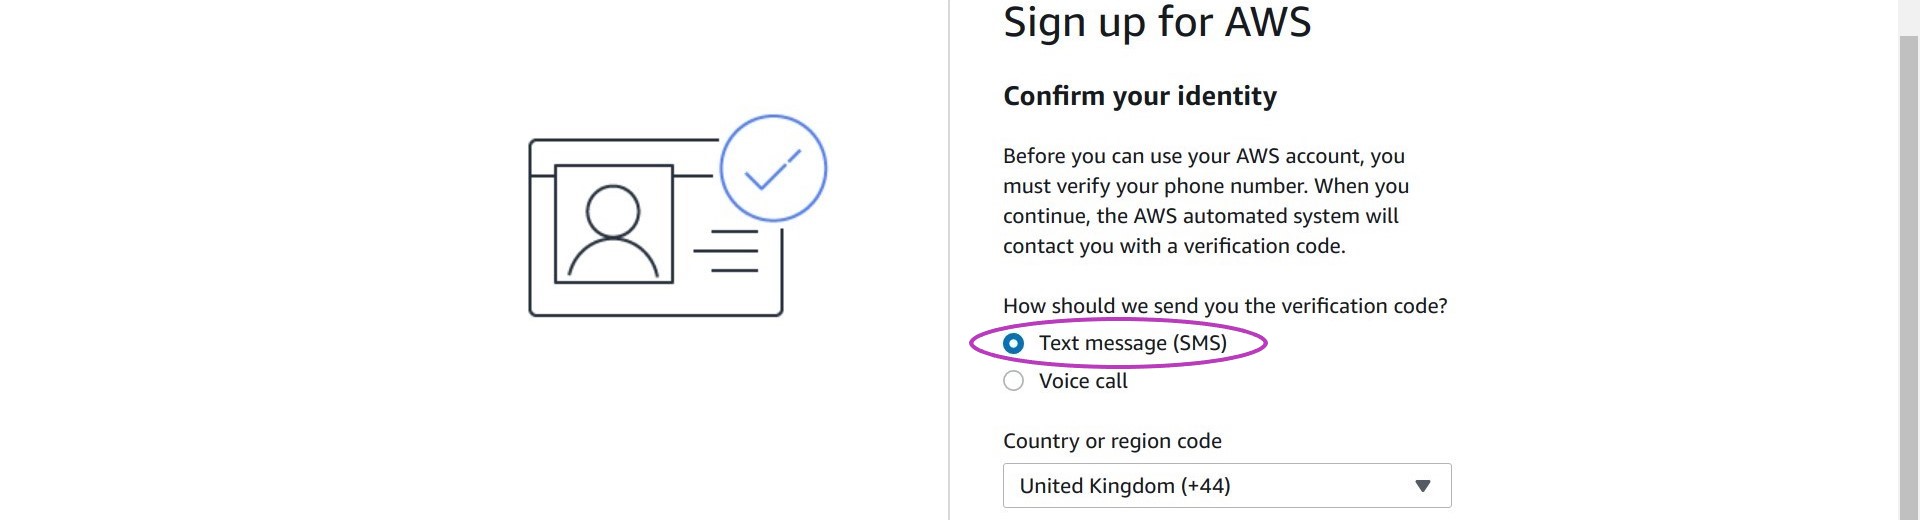 Sign up for AWS
Confirm your identity
Before you can use your AWS account, you
must verify your phone number. When you
continue, the AWS automated system will
contact you with a verification code.
How should we send you the verification code?
Text message (SMS)
Voice call
Country or region code
United Kingdom (+44)